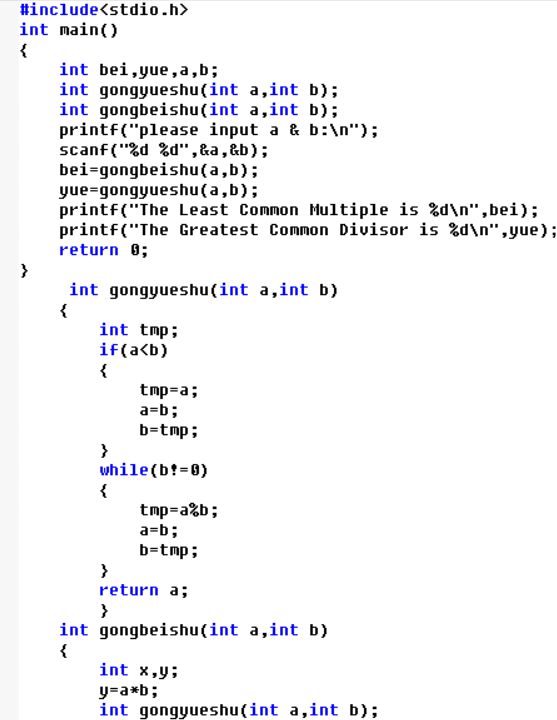 #include<stdio.h>
int main()
{
int bei,yue,a,b;
int gongyueshu(int a,int b);
int gongbeishu(int a,int b);
printf("please input a & b:\n");
scanf("%d %d",&a,&b);
bei=gongbeishu(a,b);
yue=gongyueshu(a,b);
printf("The Least Common Multiple is %d\n",bei);
printf("The Greatest Common Divisor is %d\n",yue);
return 0;
}
int gongyueshu(int a,int b)
{
int tmp;
if(a<b)
{
tmp=a;
a=b;
b=tmp;
}
while(b!=0)
{
tmp=a%b;
a=b;
b=tmp;
}
return a;
}
int gongbeishu(int a,int b)
{
int x,y;
y=a*b;
int gongyueshu(int a,int b);